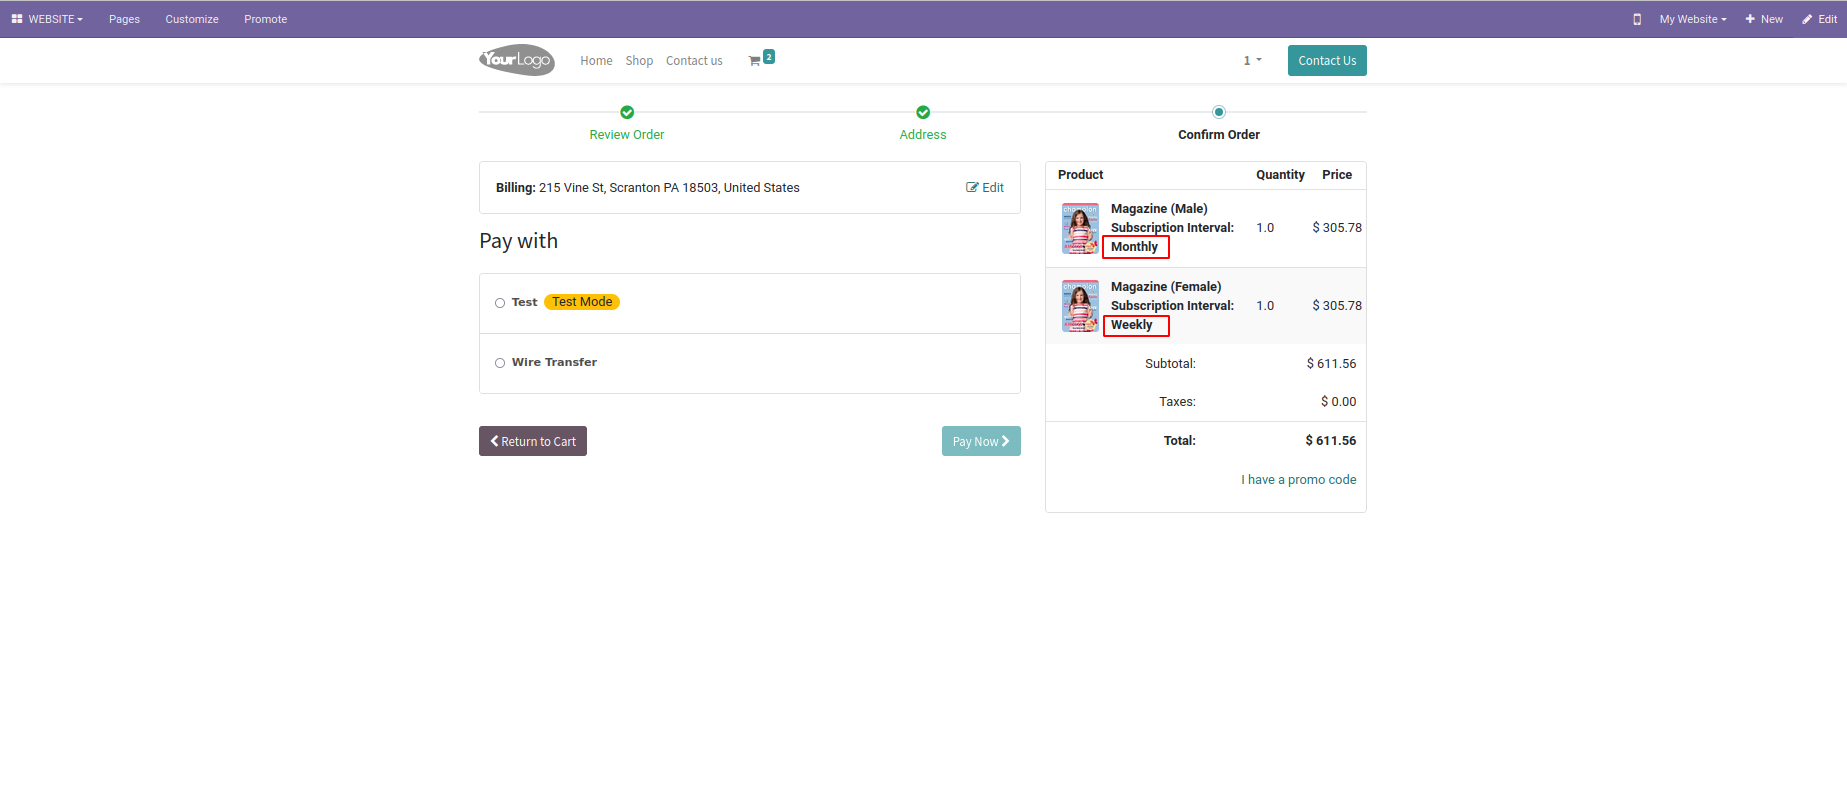 WEBSITE Pages Customize Promote My Website New Edit
YourLogo Home Shop Contact us 2 1 Contact Us
Review Order Address Confirm Order
Billing: 215 Vine St, Scranton PA 18503, United States Edit
Pay with
Test Test Mode
Wire Transfer
Return to Cart Pay Now
Product Quantity Price
Magazine (Male)
Subscription Interval: 1.0 $ 305.78
Monthly
Magazine (Female)
Subscription Interval: 1.0 $ 305.78
Weekly
Subtotal: $ 611.56
Taxes: $ 0.00
Total: $ 611.56
I have a promo code